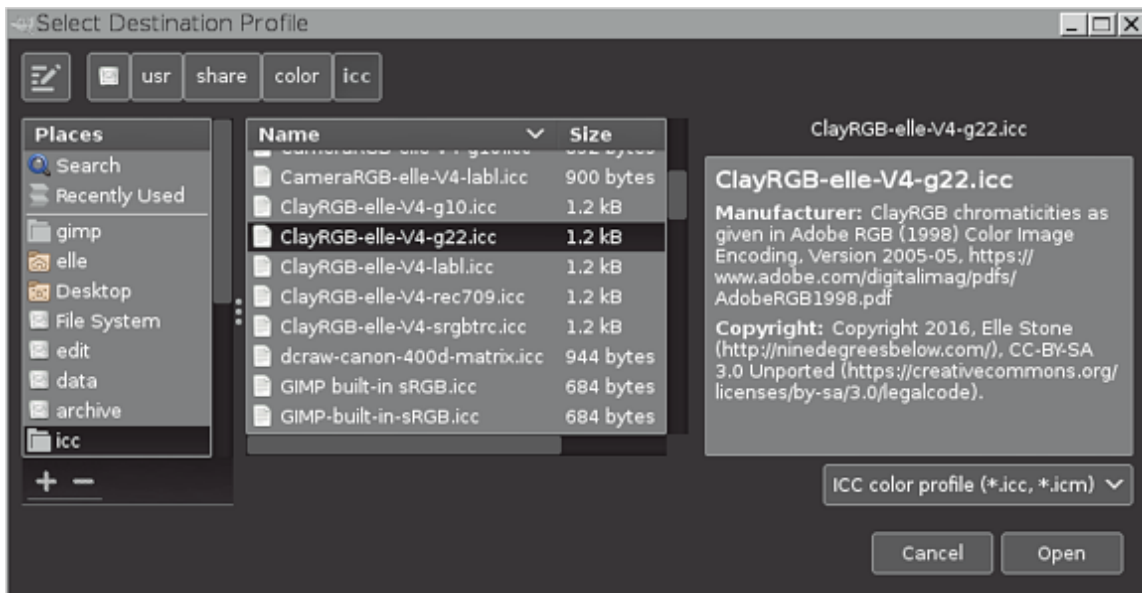 Select Destination Profile
usr share color icc
Places
Search
Recently Used
gimp
elle
Desktop
File System
edit
data
archive
icc
Name Size
CameraRGB-elle-V4-labl.icc 900 bytes
ClayRGB-elle-V4-g10.icc 1.2 kB
ClayRGB-elle-V4-g22.icc 1.2 kB
ClayRGB-elle-V4-labl.icc 1.2 kB
ClayRGB-elle-V4-rec709.icc 1.2 kB
ClayRGB-elle-V4-srgbtrc.icc 1.2 kB
dcraw-canon-400d-matrix.icc 944 bytes
GIMP built-in sRGB.icc 684 bytes
GIMP-built-in-sRGB.icc 684 bytes
ClayRGB-elle-V4-g22.icc
ClayRGB-elle-V4-g22.icc
Manufacturer: ClayRGB chromaticities as
given in Adobe RGB (1998) Color Image
Encoding, Version 2005-05, https://
www.adobe.com/digitalimag/pdfs/
AdobeRGB1998.pdf
Copyright: Copyright 2016, Elle Stone
(http://ninedegreesbelow.com/), CC-BY-SA
3.0 Unported (https://creativecommons.org/
licenses/by-sa/3.0/legalcode).
ICC color profile (*.icc, *.icm)
Cancel Open